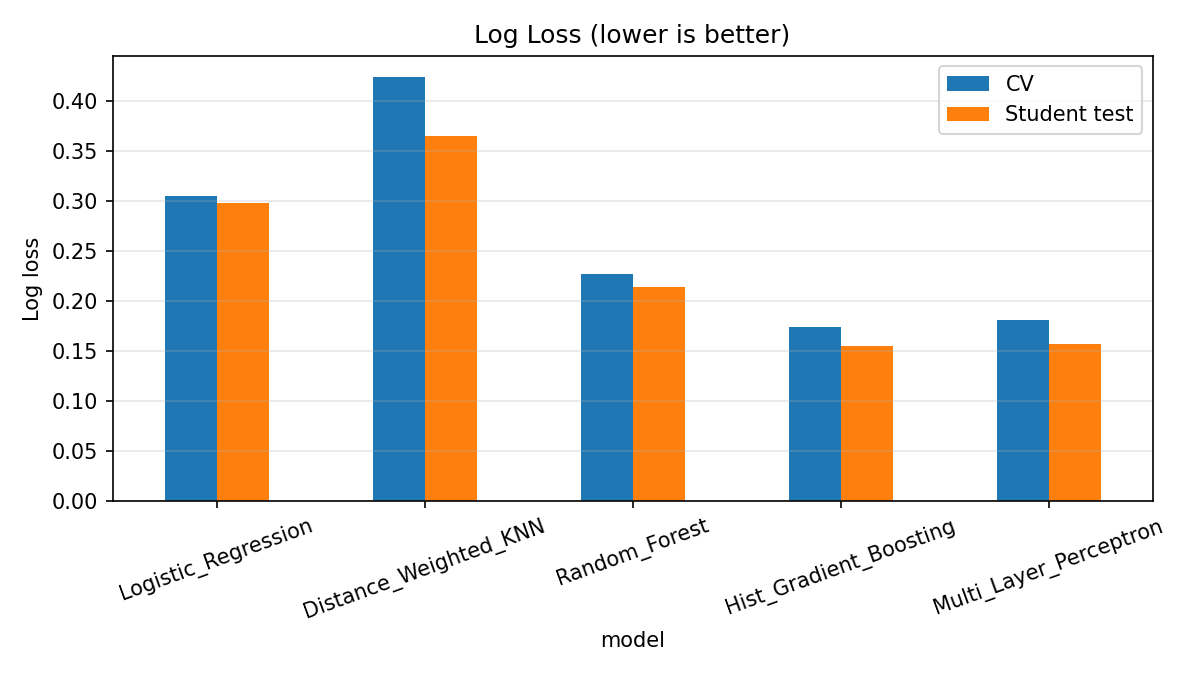 Log Loss (lower is better)
CV
Student test
Log loss
0.40
0.35
0.30
0.25
0.20
0.15
0.10
0.05
0.00
Logistic_Regression
Distance_Weighted_KNN
Random_Forest
Hist_Gradient_Boosting
Multi_Layer_Perceptron
model